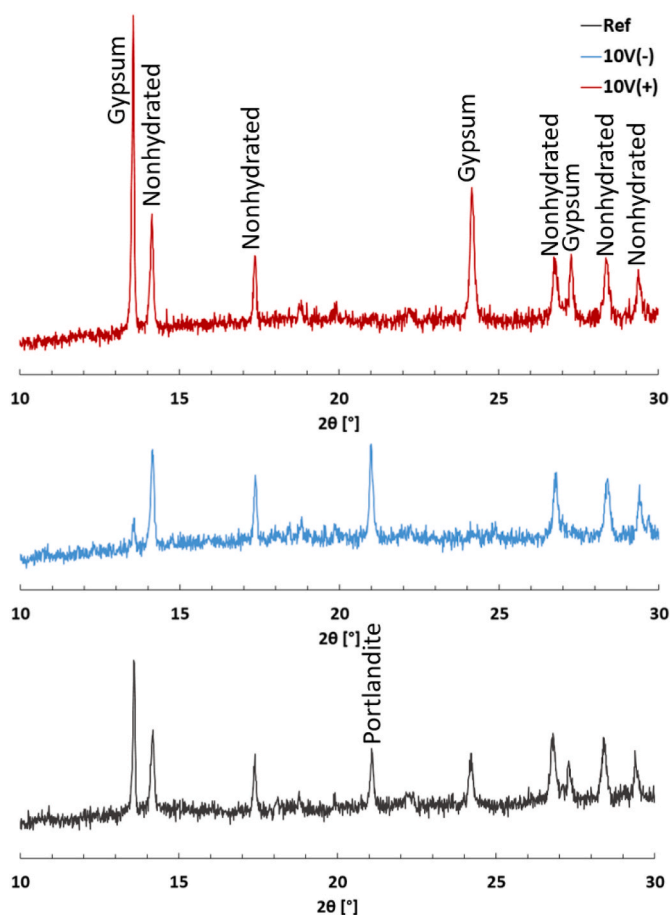 Ref
10V(-)
10V(+)
Gypsum
Nonhydrated
Nonhydrated
Gypsum
Nonhydrated
Gypsum
Nonhydrated
Nonhydrated
10 15 20 25 30
2θ [°]
10 15 20 25 30
2θ [°]
Portlandite
10 15 20 25 30
2θ [°]